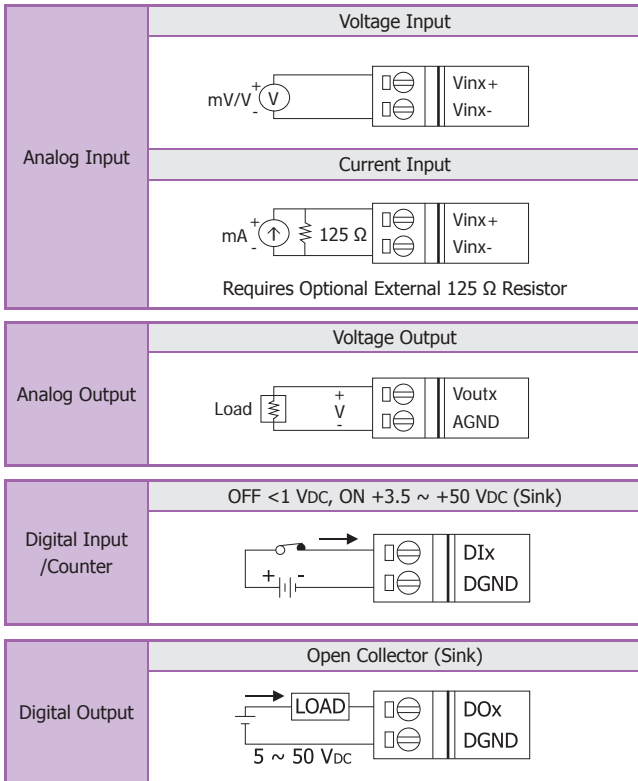 Analog Input
Voltage Input
mV/V
+
V
-
Vinx+
Vinx-
Current Input
mA
+
-
125 Ω
Vinx+
Vinx-
Requires Optional External 125 Ω Resistor
Analog Output
Voltage Output
Load
+
V
-
Voutx
AGND
Digital Input
/Counter
OFF <1 VDC, ON +3.5 ~ +50 VDC (Sink)
+
-
DIx
DGND
Digital Output
Open Collector (Sink)
LOAD
5 ~ 50 VDC
DOx
DGND